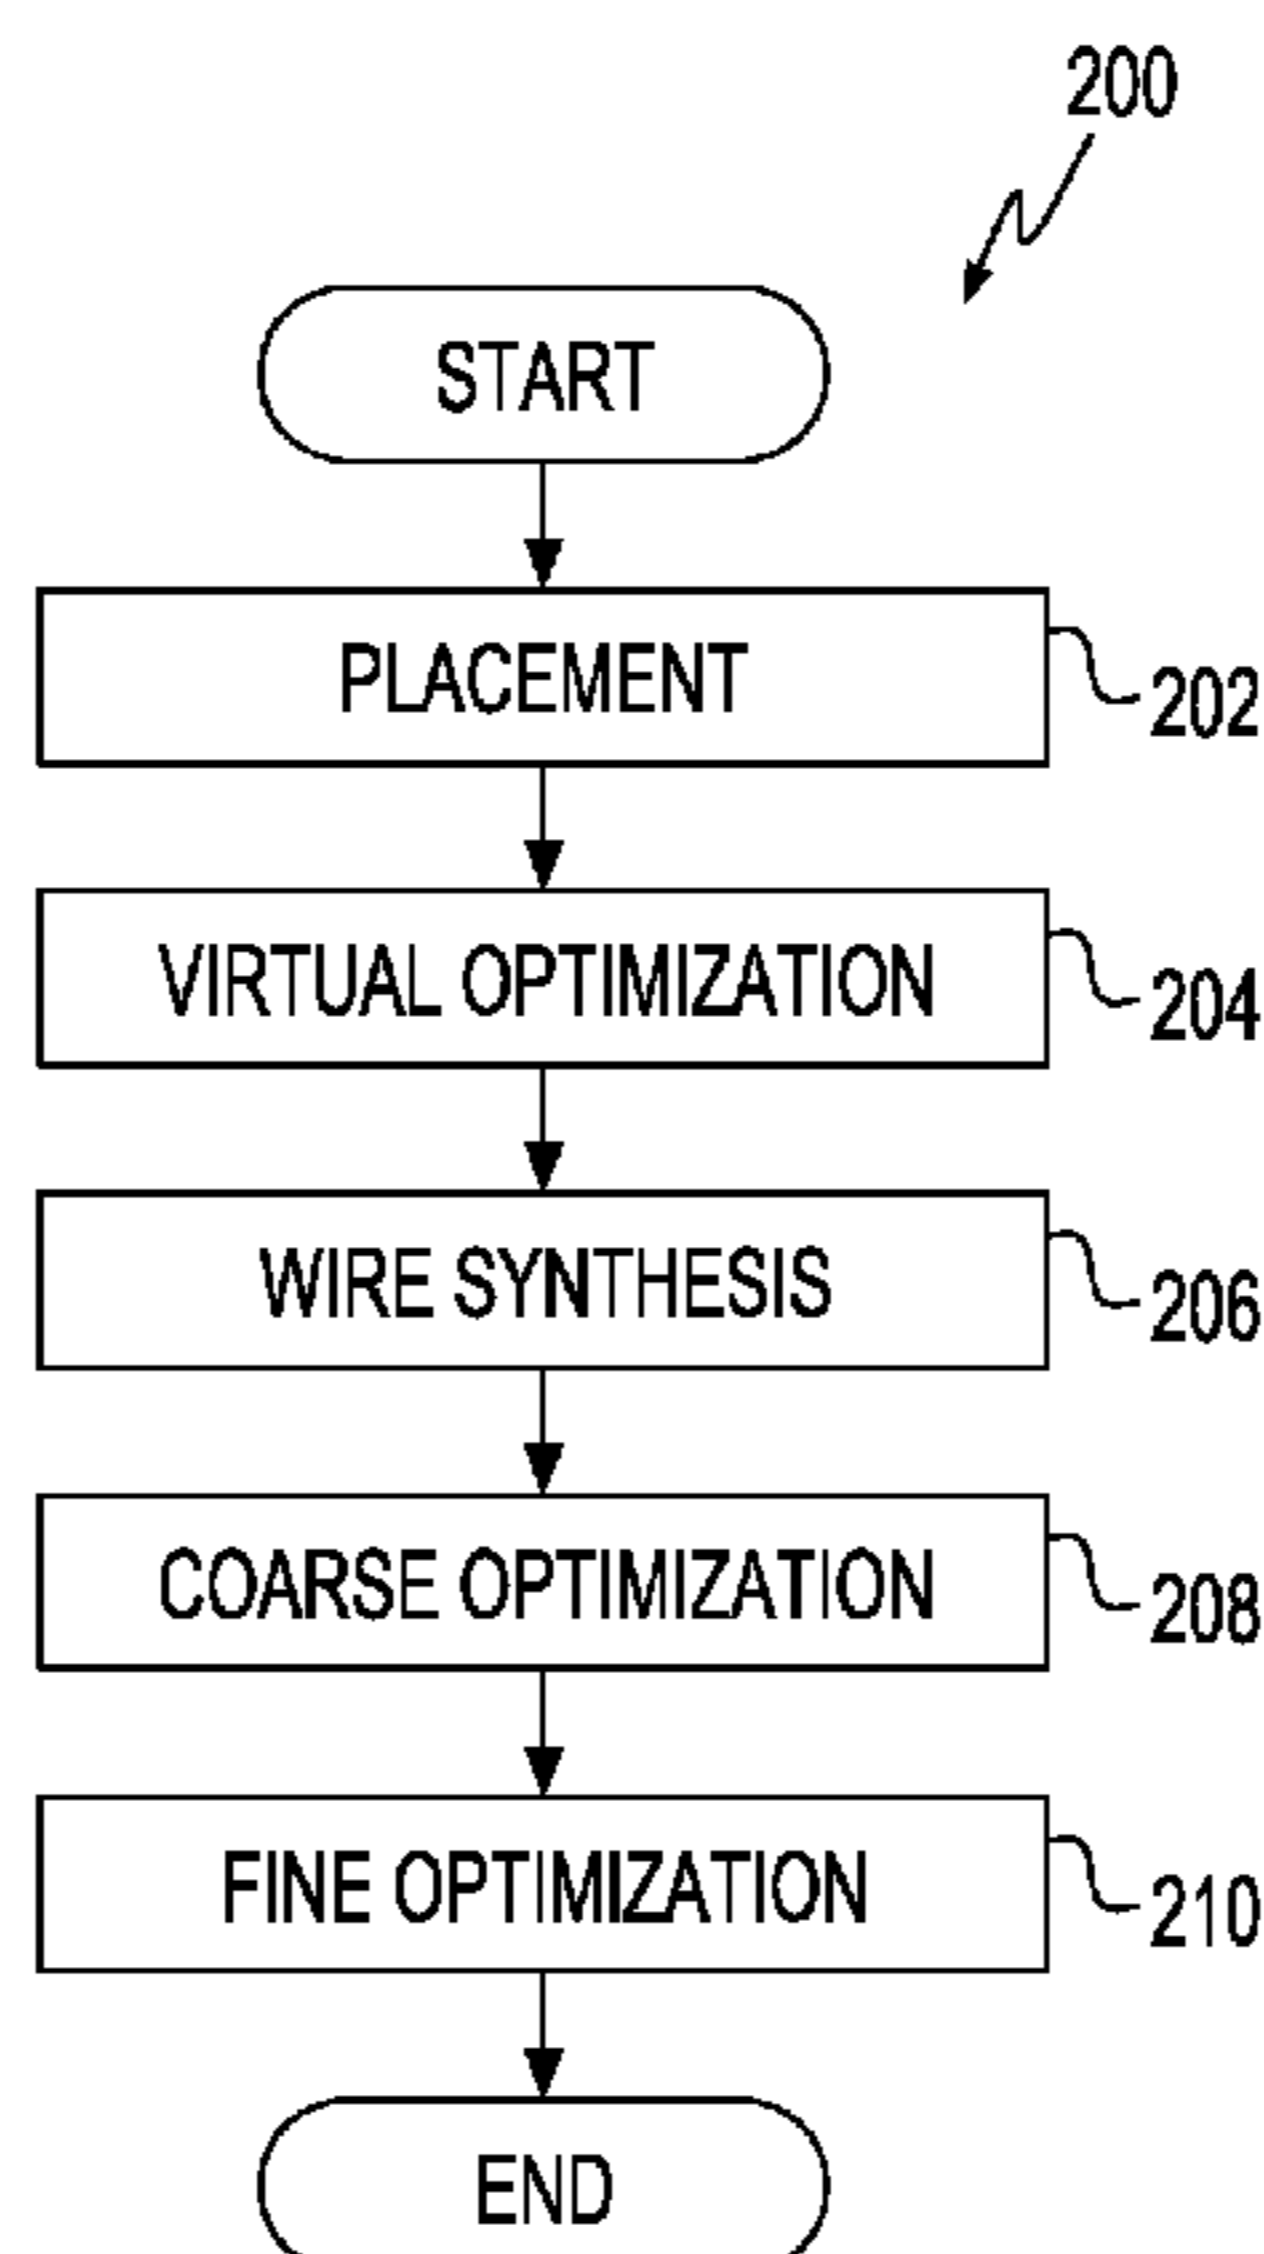 200
START
PLACEMENT
202
VIRTUAL OPTIMIZATION
204
WIRE SYNTHESIS
206
COARSE OPTIMIZATION
208
FINE OPTIMIZATION
210
END